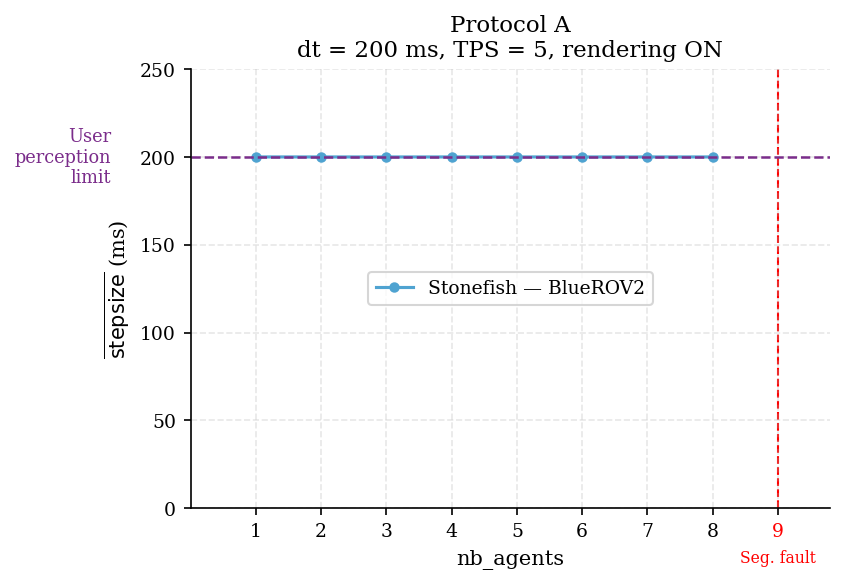 Protocol A
dt = 200 ms, TPS = 5, rendering ON
250
200
150
100
50
0
User
perception
limit
stepsize (ms)
Stonefish — BlueROV2
1 2 3 4 5 6 7 8 9
nb_agents
Seg. fault